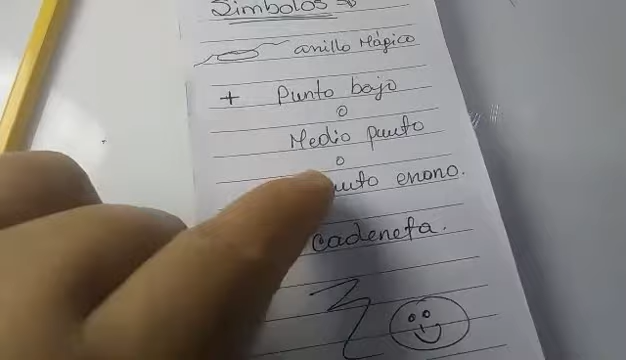 Simbolos
anillo Mágico
+ Punto bajo
o
Medio punto
o
enano.
cadeneta.